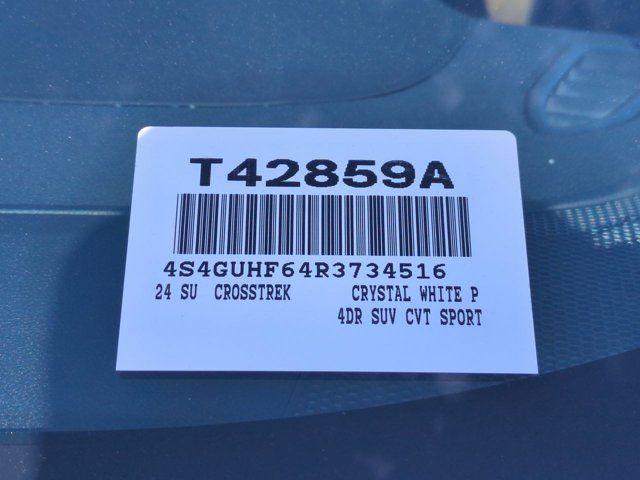 T42859A
4S4GUHF64R3734516
24 SU CROSSTREK CRYSTAL WHITE P
4DR SUV CVT SPORT